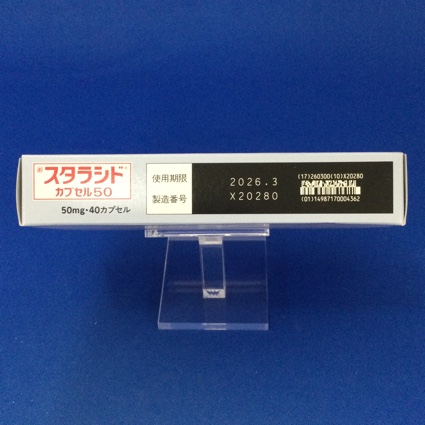 スタラシド
カプセル50
50mg・40カプセル
使用期限 2026.3
製造番号 X20280
(17)260300(10)X20280
(01)14987170004362